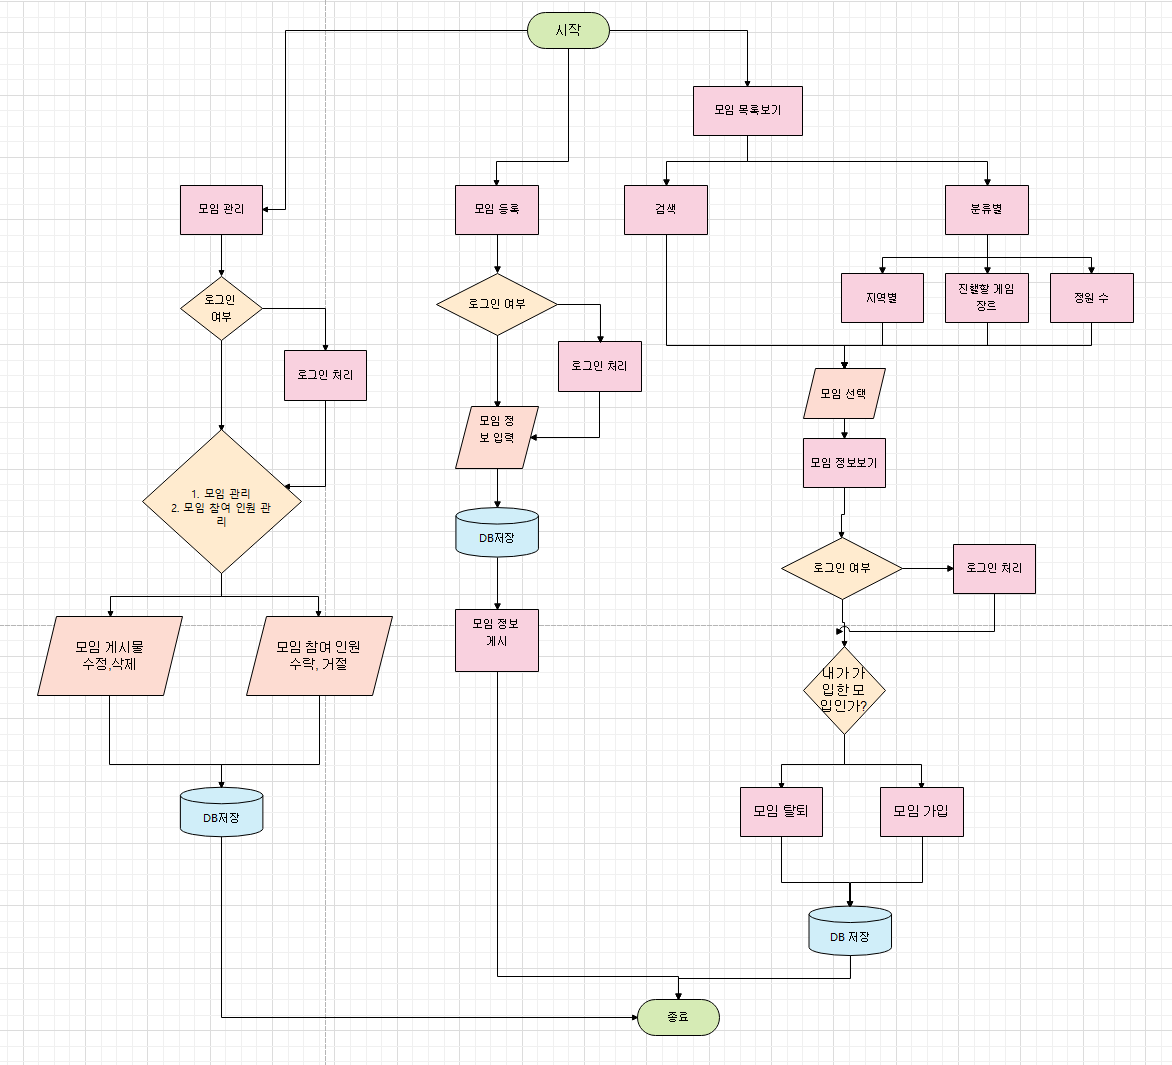 시작
모임 목록보기
모임 관리
모임 등록
검색
분류별
로그인
여부
로그인 여부
지역별
진행할 게임
장르
정원 수
로그인 처리
로그인 처리
모임 선택
모임 정
보 입력
모임 정보보기
1. 모임 관리
2. 모임 참여 인원 관
리
DB저장
로그인 여부
로그인 처리
모임 게시물
수정,삭제
모임 참여 인원
수락, 거절
모임 정보
게시
내가 가
입한 모
입인가?
DB저장
모임 탈퇴
모임 가입
DB 저장
종료